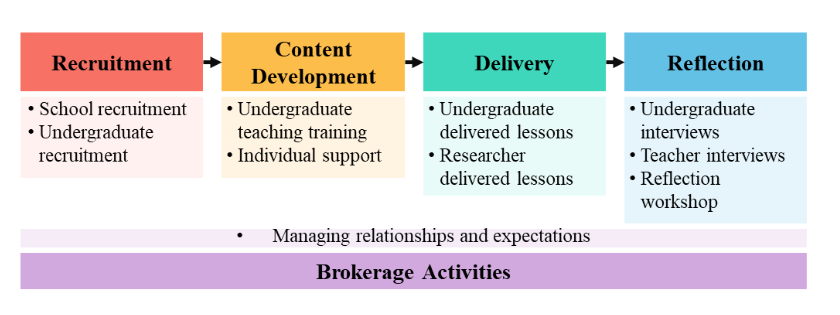 Recruitment
• School recruitment
• Undergraduate
recruitment
Content
Development
• Undergraduate
teaching training
• Individual support
Delivery
• Undergraduate
delivered lessons
• Researcher
delivered lessons
Reflection
• Undergraduate
interviews
• Teacher interviews
• Reflection
workshop
• Managing relationships and expectations
Brokerage Activities